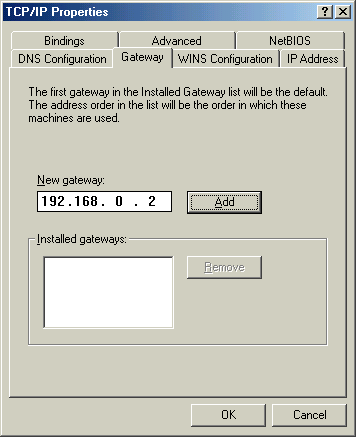 TCP/IP Properties
Bindings Advanced NetBIOS
DNS Configuration Gateway WINS Configuration IP Address
The first gateway in the Installed Gateway list will be the default.
The address order in the list will be the order in which these
machines are used.
New gateway:
192.168. 0 . 2 Add
Installed gateways:
Remove
OK Cancel